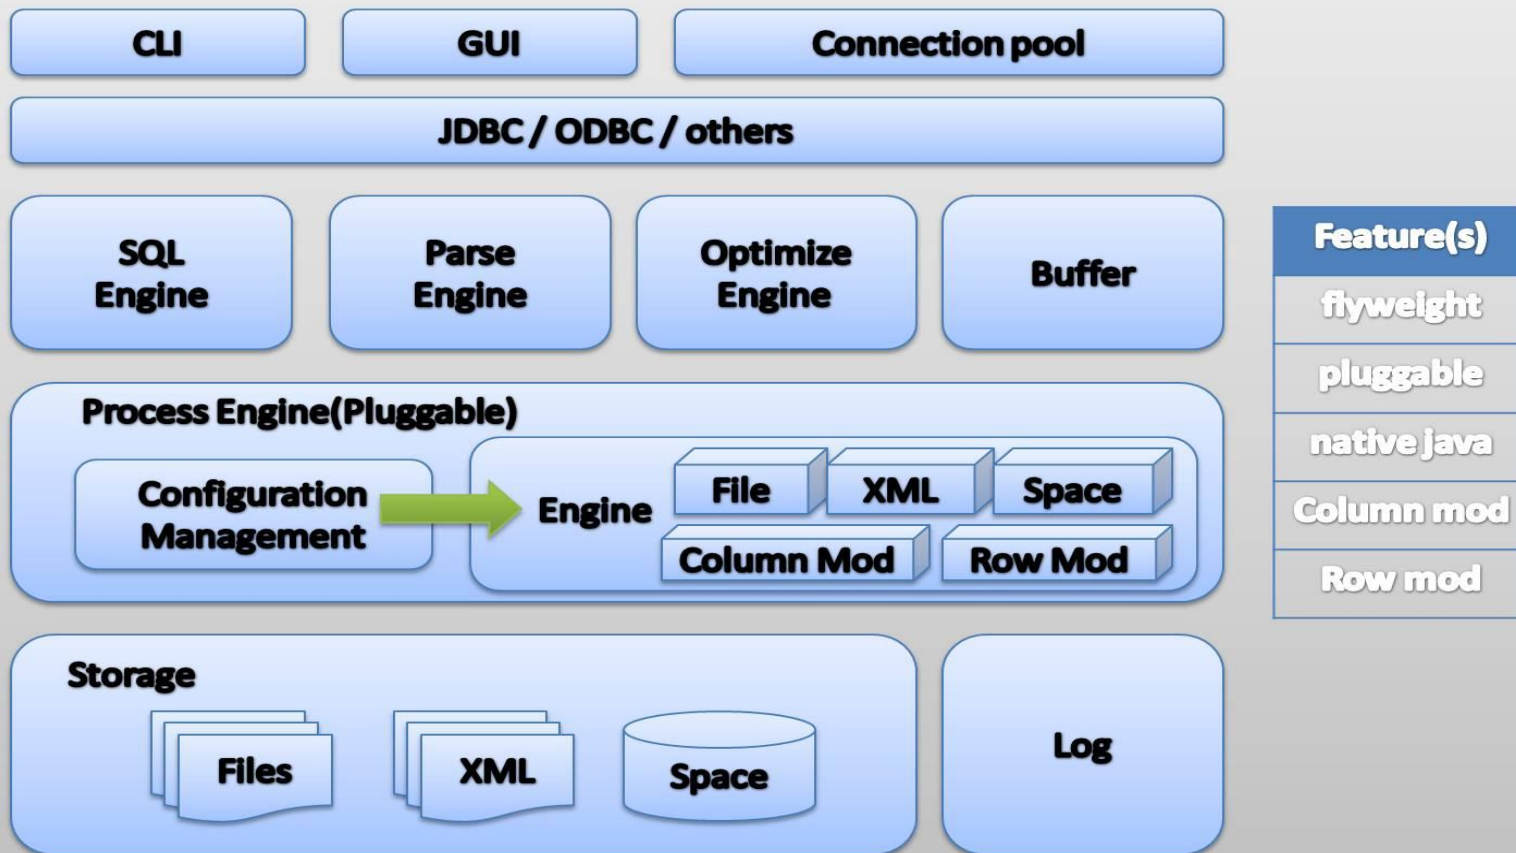 CLI
GUI
Connection pool
JDBC / ODBC / others
SQL
Engine
Parse
Engine
Optimize
Engine
Buffer
Process Engine(Pluggable)
Configuration
Management
Engine
File
XML
Space
Column Mod
Row Mod
Storage
Files
XML
Space
Log
Feature(s)
flyweight
pluggable
native java
Column mod
Row mod